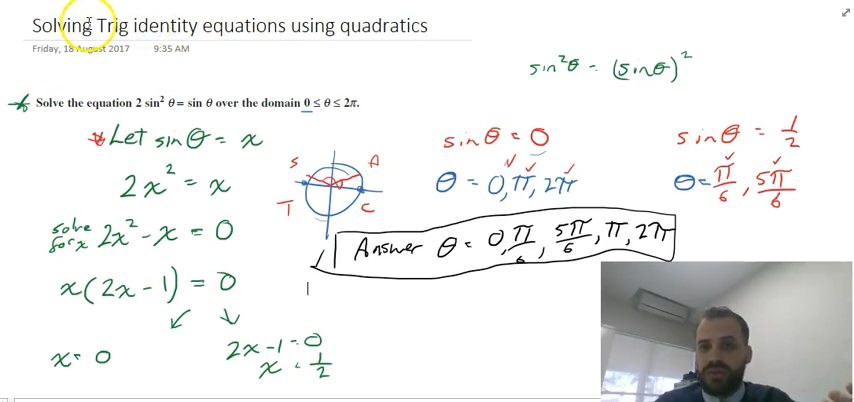 Solving Trig identity equations using quadratics
Friday, 18 August 2017 9:35 AM
sin²θ = (sinθ)²
Solve the equation 2 sin² θ = sin θ over the domain 0 ≤ θ ≤ 2π.
Let sinθ = x
2x² = x
solve for x 2x² - x = 0
x(2x - 1) = 0
x = 0
2x - 1 = 0
x = 1/2
S A
T C
sinθ = 0
θ = 0, π, 2π
sinθ = 1/2
θ = π/6, 5π/6
Answer θ = 0, π/6, 5π/6, π, 2π